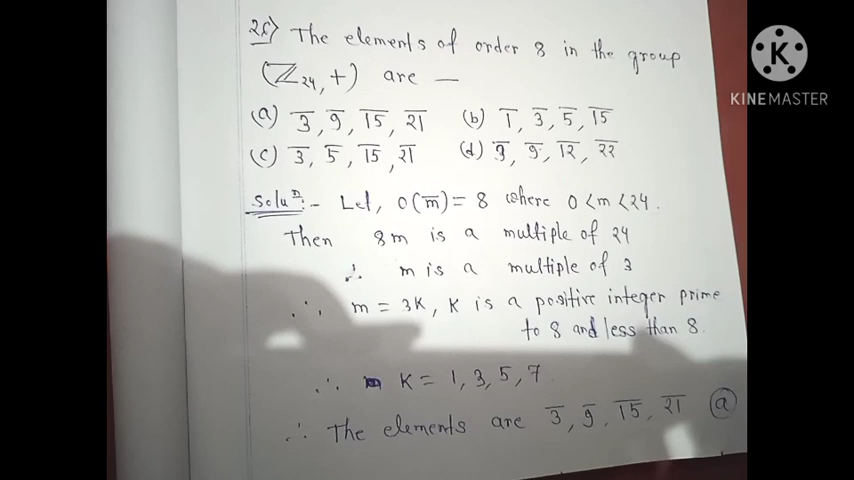 28) The elements of order 8 in the group
(ℤ₂₄, +) are —
(a) 3̅, 9̅, 1̅5̅, 2̅1̅ (b) 1̅, 3̅, 5̅, 1̅5̅
(c) 3̅, 5̅, 1̅5̅, 2̅1̅ (d) 3̅, 9̅, 1̅2̅, 2̅2̅
Soluⁿ:- Let, O(m̅) = 8 where 0 < m < 24.
Then 8m is a multiple of 24
∴ m is a multiple of 3
∴ m = 3K, K is a positive integer prime
to 8 and less than 8.
∴ K = 1, 3, 5, 7
∴ The elements are 3̅, 9̅, 1̅5̅, 2̅1̅ (a)
K
KINEMASTER